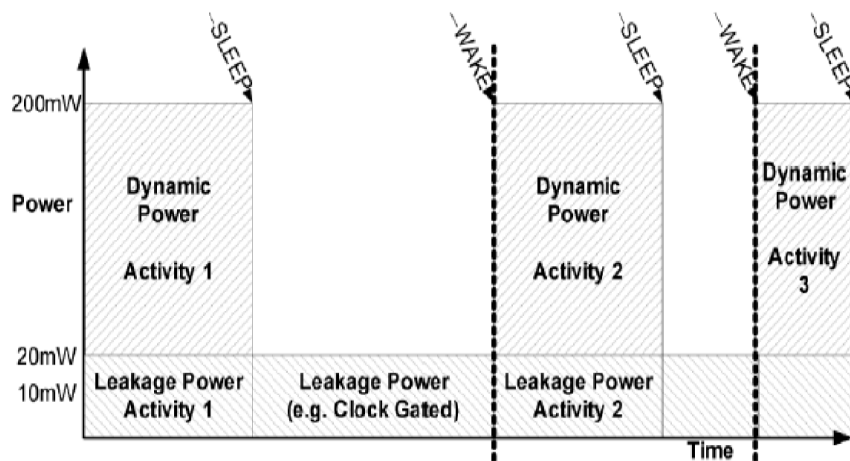 ~SLEEP
~WAKE
~SLEEP
~WAKE
~SLEEP
200mW
Power
20mW
10mW
Dynamic
Power
Activity 1
Dynamic
Power
Activity 2
Dynamic
Power
Activity
3
Leakage Power
Activity 1
Leakage Power
(e.g. Clock Gated)
Leakage Power
Activity 2
Time